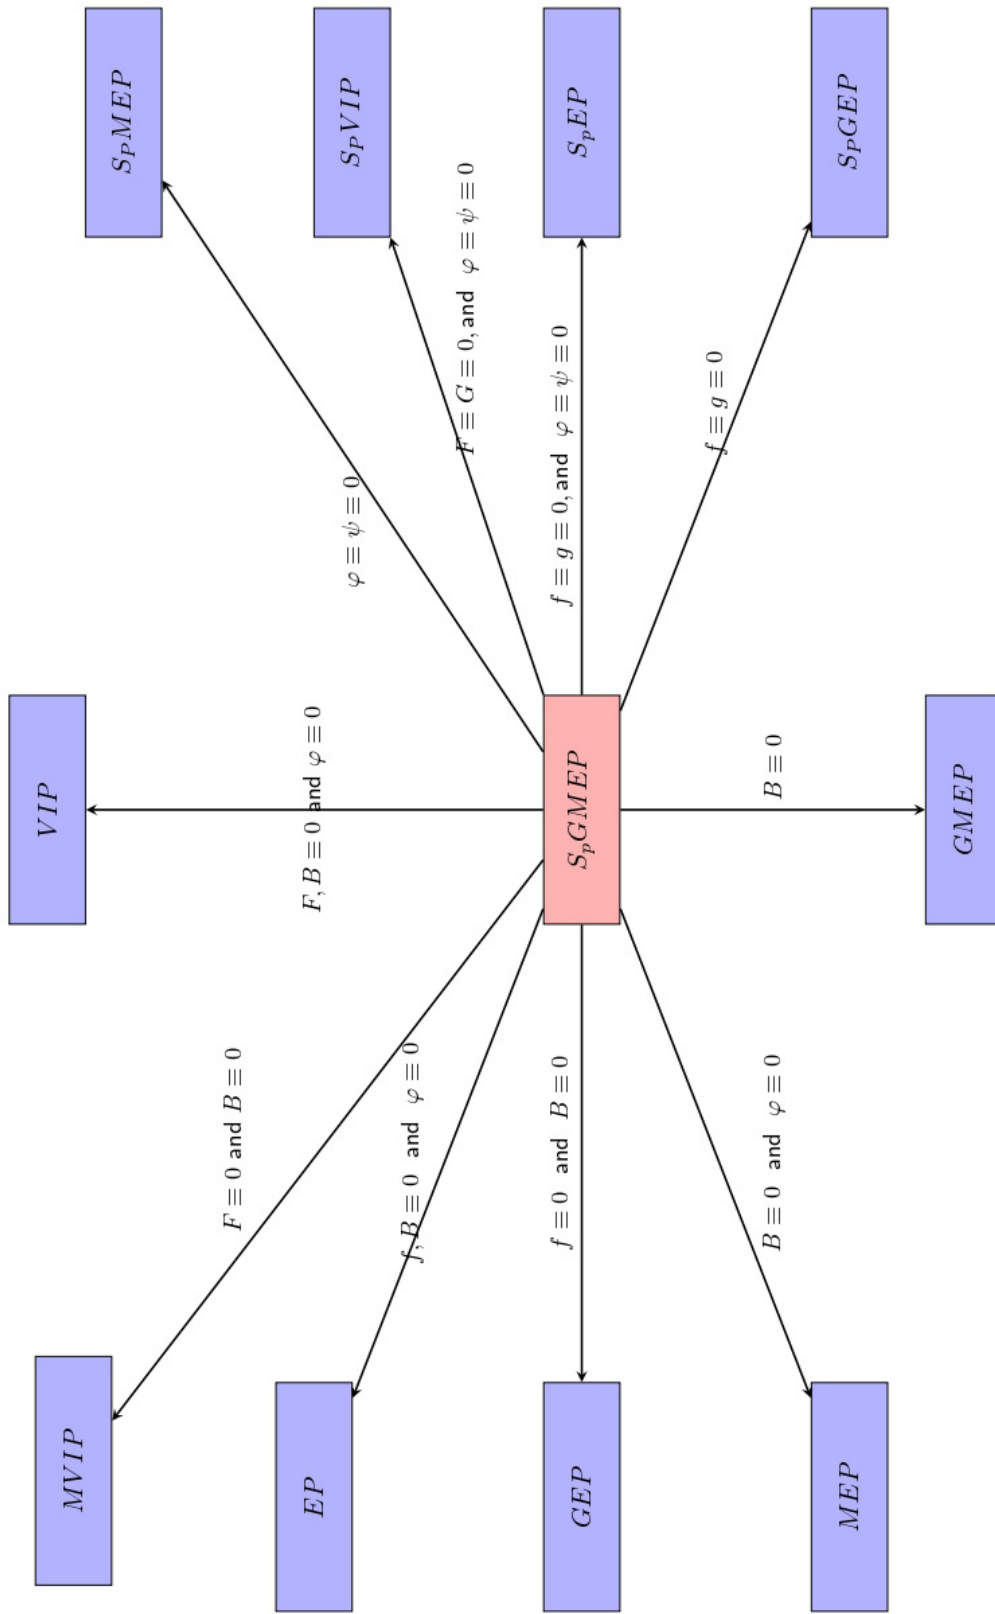 VIP
MVIP
S_PMEP
F ≡ 0 and B ≡ 0
F, B ≡ 0 and φ ≡ 0
φ ≡ ψ ≡ 0
EP
S_PVIP
f, B ≡ 0 and φ ≡ 0
F ≡ G ≡ 0, and φ ≡ ψ ≡ 0
f ≡ 0 and B ≡ 0
f ≡ g ≡ 0, and φ ≡ ψ ≡ 0
GEP
S_pGMEP
S_pEP
f ≡ g ≡ 0
B ≡ 0 and φ ≡ 0
B ≡ 0
MEP
S_PGEP
GMEP